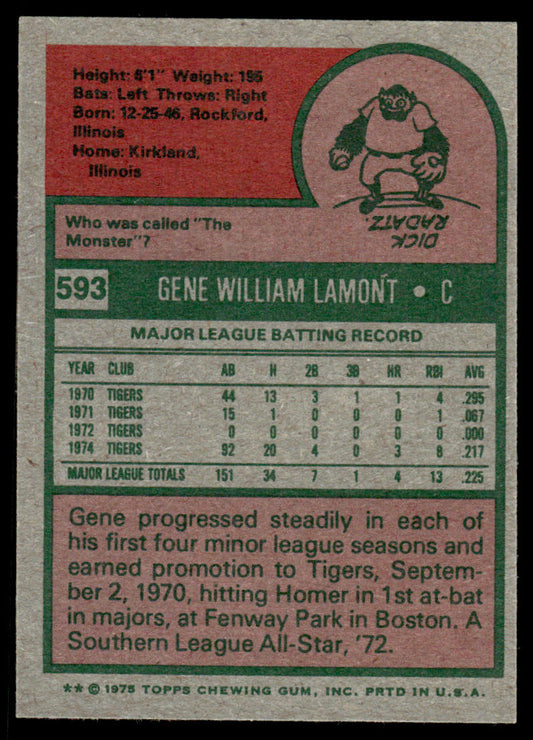 Height: 6'1" Weight: 195
Bats: Left Throws: Right
Born: 12-25-46, Rockford,
Illinois
Home: Kirkland,
Illinois
DICK
RADATZ.
Who was called "The
Monster"?
593 GENE WILLIAM LAMONT • C
MAJOR LEAGUE BATTING RECORD
YEAR CLUB AB H 2B 3B HR RBI AVG
1970 TIGERS 44 13 3 1 1 4 .295
1971 TIGERS 15 1 0 0 0 1 .067
1972 TIGERS 0 0 0 0 0 0 .000
1974 TIGERS 92 20 4 0 3 8 .217
MAJOR LEAGUE TOTALS 151 34 7 1 4 13 .225
Gene progressed steadily in each of
his first four minor league seasons and
earned promotion to Tigers, Septem-
ber 2, 1970, hitting Homer in 1st at-bat
in majors, at Fenway Park in Boston. A
Southern League All-Star, '72.
** © 1975 TOPPS CHEWING GUM, INC. PRTD IN U.S.A.